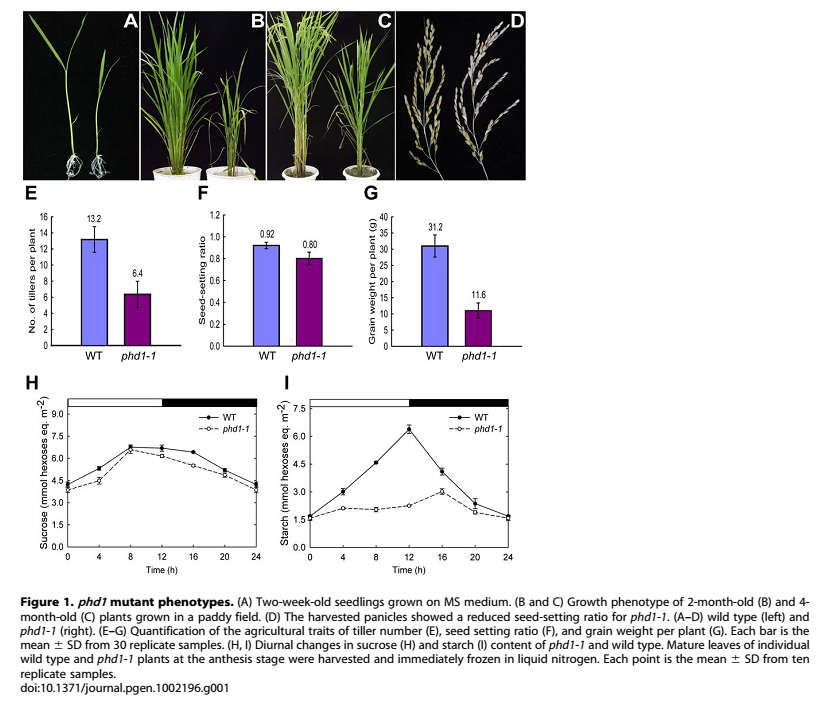 A B C D
E F G
No. of tillers per plant
16
14
12
10
8
6
4
2
0
13.2
6.4
WT phd1-1
Seed-setting ratio
1.2
1.0
0.8
0.6
0.4
0.2
0.0
0.92
0.80
WT phd1-1
Grain weight per plant (g)
40
35
30
25
20
15
10
5
0
31.2
11.6
WT phd1-1
H
Sucrose (mmol hexoses eq. m-2)
9.0
7.5
6.0
4.5
3.0
1.5
0.0
WT
phd1-1
0 4 8 12 16 20 24
Time (h)
I
Starch (mmol hexoses eq. m-2)
7.5
6.0
4.5
3.0
1.5
0.0
WT
phd1-1
0 4 8 12 16 20 24
Time (h)
Figure 1. phd1 mutant phenotypes. (A) Two-week-old seedlings grown on MS medium. (B and C) Growth phenotype of 2-month-old (B) and 4-
month-old (C) plants grown in a paddy field. (D) The harvested panicles showed a reduced seed-setting ratio for phd1-1. (A–D) wild type (left) and
phd1-1 (right). (E–G) Quantification of the agricultural traits of tiller number (E), seed setting ratio (F), and grain weight per plant (G). Each bar is the
mean ± SD from 30 replicate samples. (H, I) Diurnal changes in sucrose (H) and starch (I) content of phd1-1 and wild type. Mature leaves of individual
wild type and phd1-1 plants at the anthesis stage were harvested and immediately frozen in liquid nitrogen. Each point is the mean ± SD from ten
replicate samples.
doi:10.1371/journal.pgen.1002196.g001